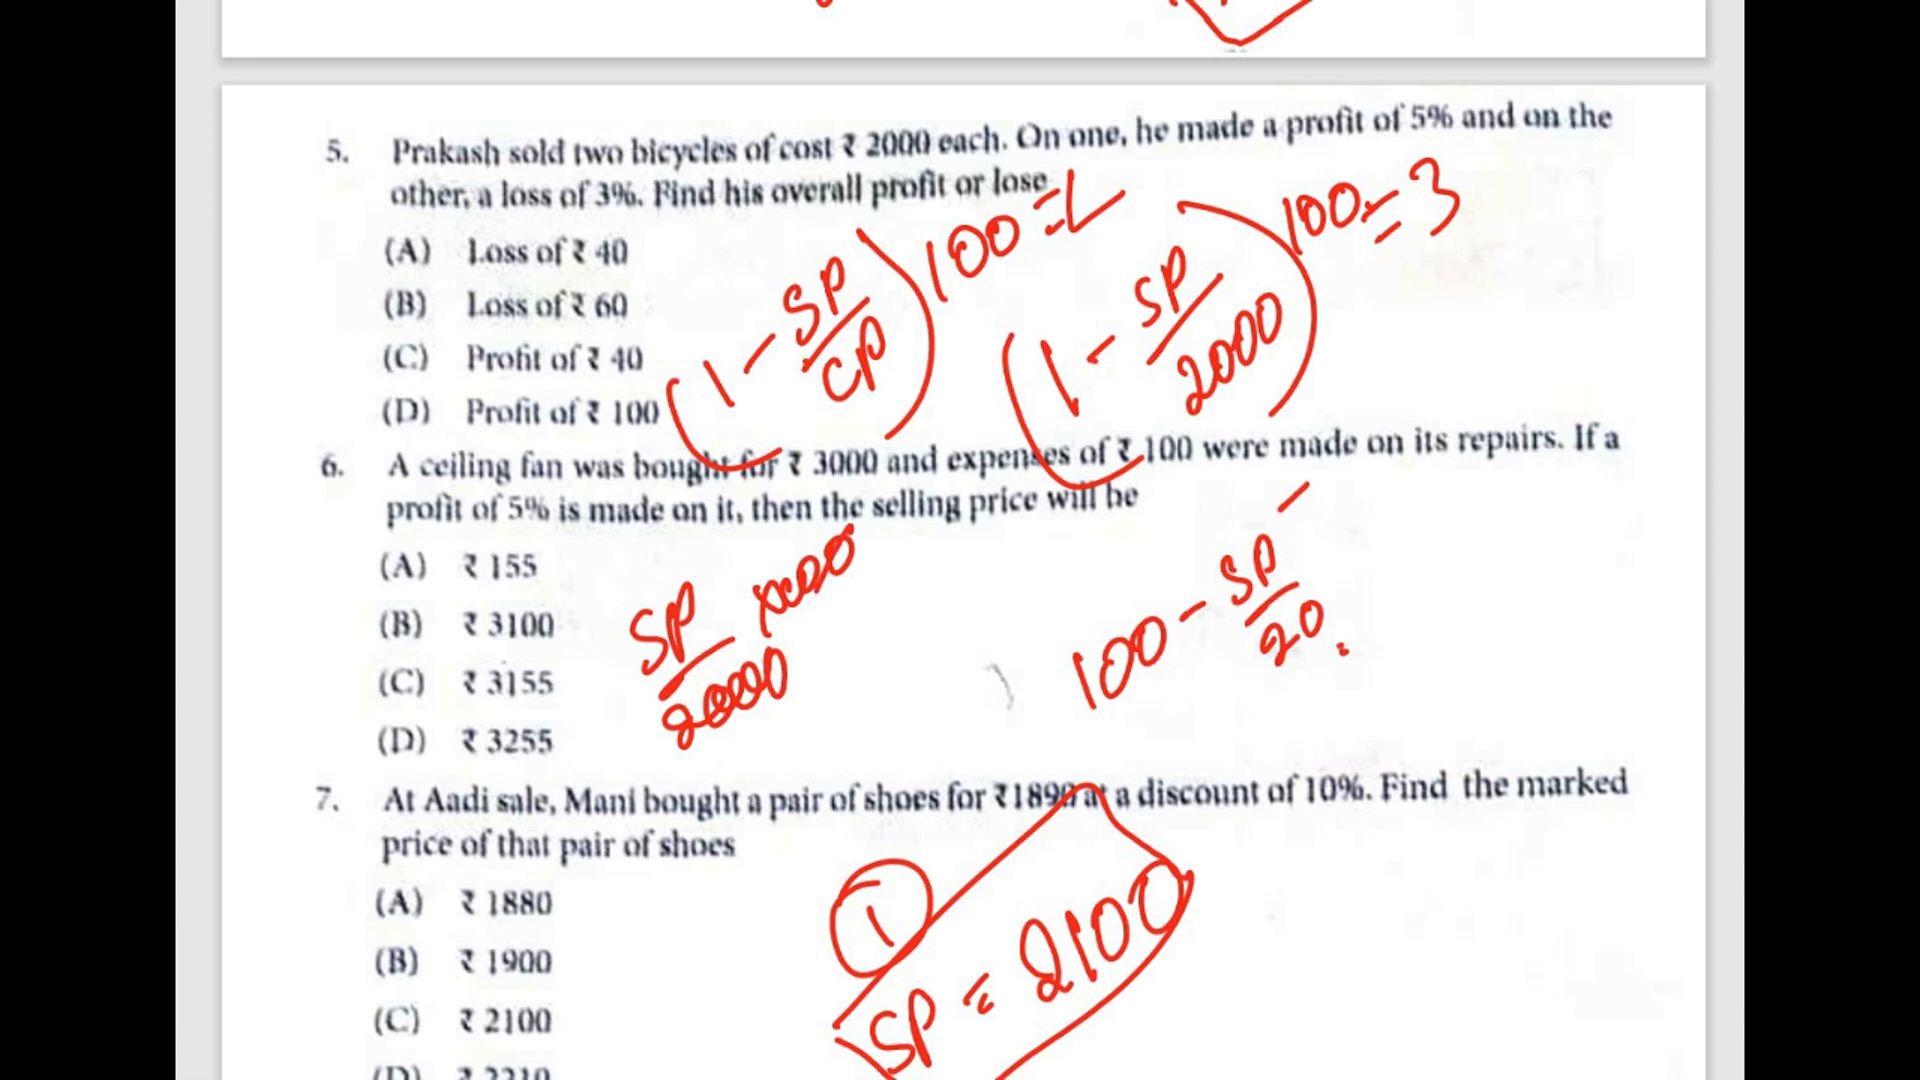 5. Prakash sold two bicycles of cost ₹ 2000 each. On one, he made a profit of 5% and on the
other, a loss of 3%. Find his overall profit or lose
(A) Loss of ₹ 40
(B) Loss of ₹ 60
(C) Profit of ₹ 40
(D) Profit of ₹ 100
(1 - SP/CP) 100 = L
(1 - SP/2000) 100 = 3
6. A ceiling fan was bought for ₹ 3000 and expenses of ₹ 100 were made on its repairs. If a
profit of 5% is made on it, then the selling price will be
(A) ₹ 155
(B) ₹ 3100
(C) ₹ 3155
(D) ₹ 3255
SP/2000 ×100
100 - SP/20
7. At Aadi sale, Mani bought a pair of shoes for ₹1890 at a discount of 10%. Find the marked
price of that pair of shoes
(A) ₹ 1880
(B) ₹ 1900
(C) ₹ 2100
(D) ₹ 2210
1
SP = 2100